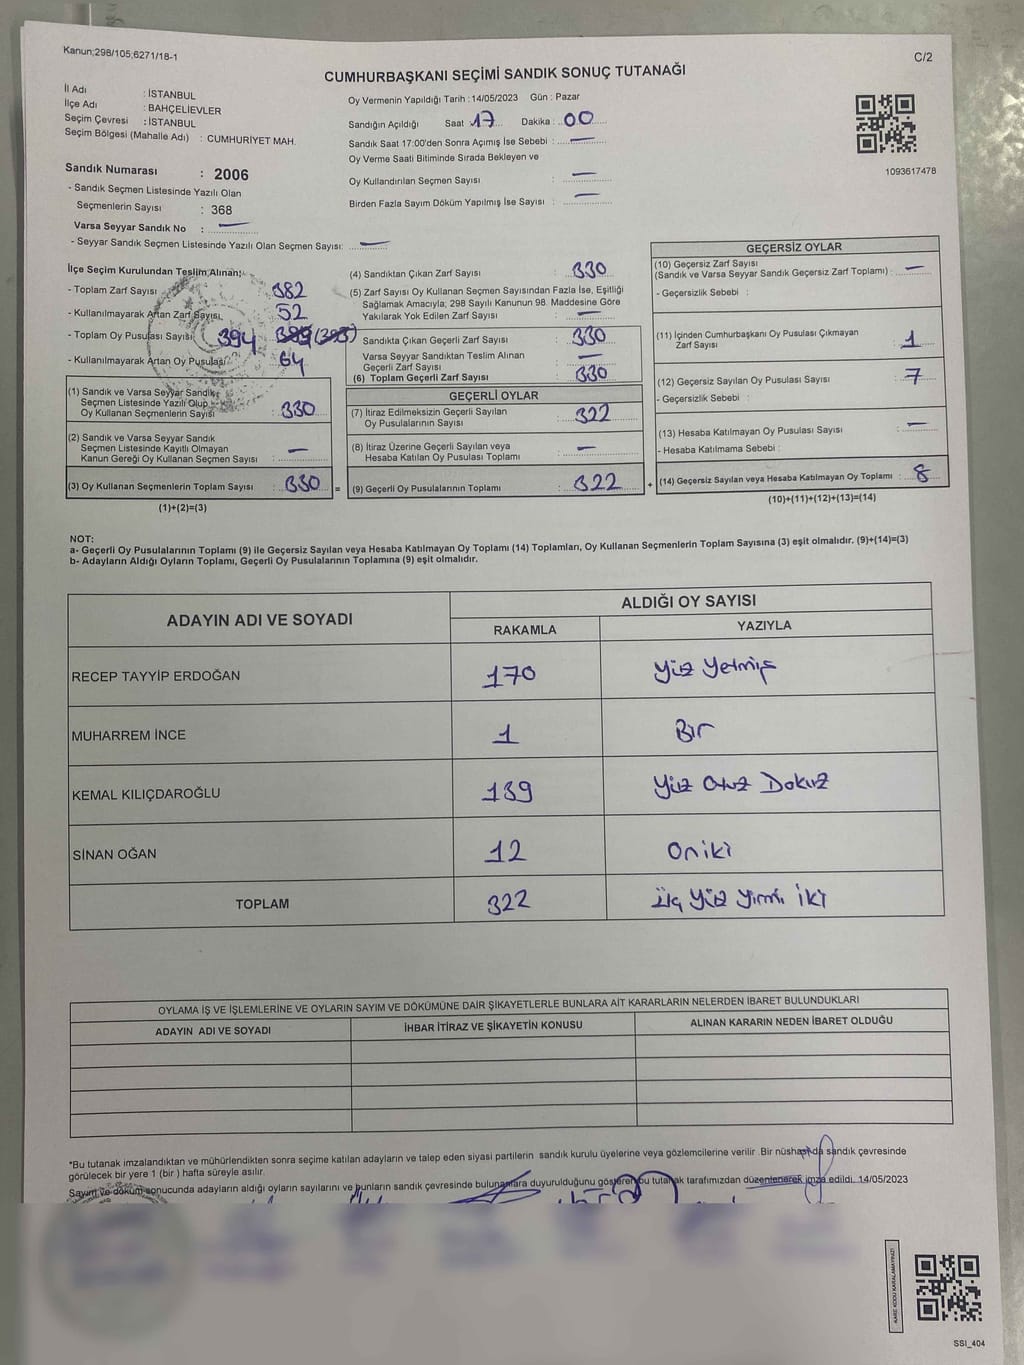 Kanun;298/105,6271/18-1
C/2
CUMHURBAŞKANI SEÇİMİ SANDIK SONUÇ TUTANAĞI
İl Adı : İSTANBUL
İlçe Adı : BAHÇELİEVLER
Seçim Çevresi : İSTANBUL
Seçim Bölgesi (Mahalle Adı) : CUMHURİYET MAH.
Sandık Numarası : 2006
- Sandık Seçmen Listesinde Yazılı Olan
Seçmenlerin Sayısı : 368
Varsa Seyyar Sandık No : —
- Seyyar Sandık Seçmen Listesinde Yazılı Olan Seçmen Sayısı: —
Oy Vermenin Yapıldığı Tarih : 14/05/2023 Gün : Pazar
Sandığın Açıldığı Saat 17 Dakika : 00
Sandık Saat 17:00'den Sonra Açımış İse Sebebi : —
Oy Verme Saati Bitiminde Sırada Bekleyen ve
Oy Kullandırılan Seçmen Sayısı : —
Birden Fazla Sayım Döküm Yapılmış İse Sayısı : —
1093617478
İlçe Seçim Kurulundan Teslim Alınan;
- Toplam Zarf Sayısı 382
- Kullanılmayarak Artan Zarf Sayısı 52
- Toplam Oy Pusulası Sayısı 394
- Kullanılmayarak Artan Oy Pusulası 64
(1) Sandık ve Varsa Seyyar Sandık
Seçmen Listesinde Yazılı Olup
Oy Kullanan Seçmenlerin Sayısı : 330
(2) Sandık ve Varsa Seyyar Sandık
Seçmen Listesinde Kayıtlı Olmayan
Kanun Gereği Oy Kullanan Seçmen Sayısı : —
(3) Oy Kullanan Seçmenlerin Toplam Sayısı : 330 =
(1)+(2)=(3)
(4) Sandıktan Çıkan Zarf Sayısı : 330
(5) Zarf Sayısı Oy Kullanan Seçmen Sayısından Fazla İse, Eşitliği
Sağlamak Amacıyla; 298 Sayılı Kanunun 98. Maddesine Göre
Yakılarak Yok Edilen Zarf Sayısı : —
Sandıkta Çıkan Geçerli Zarf Sayısı : 330
Varsa Seyyar Sandıktan Teslim Alınan
Geçerli Zarf Sayısı : —
(6) Toplam Geçerli Zarf Sayısı : 330
GEÇERLİ OYLAR
(7) İtiraz Edilmeksizin Geçerli Sayılan
Oy Pusulalarının Sayısı : 322
(8) İtiraz Üzerine Geçerli Sayılan veya
Hesaba Katılan Oy Pusulası Toplamı : —
(9) Geçerli Oy Pusulalarının Toplamı : 322 +
GEÇERSİZ OYLAR
(10) Geçersiz Zarf Sayısı
(Sandık ve Varsa Seyyar Sandık Geçersiz Zarf Toplamı) : —
- Geçersizlik Sebebi :
(11) İçinden Cumhurbaşkanı Oy Pusulası Çıkmayan
Zarf Sayısı : 1
(12) Geçersiz Sayılan Oy Pusulası Sayısı : 7
- Geçersizlik Sebebi :
(13) Hesaba Katılmayan Oy Pusulası Sayısı : —
- Hesaba Katılmama Sebebi :
(14) Geçersiz Sayılan veya Hesaba Katılmayan Oy Toplamı : 8
(10)+(11)+(12)+(13)=(14)
NOT:
a- Geçerli Oy Pusulalarının Toplamı (9) ile Geçersiz Sayılan veya Hesaba Katılmayan Oy Toplamı (14) Toplamları, Oy Kullanan Seçmenlerin Toplam Sayısına (3) eşit olmalıdır. (9)+(14)=(3)
b- Adayların Aldığı Oyların Toplamı, Geçerli Oy Pusulalarının Toplamına (9) eşit olmalıdır.
ADAYIN ADI VE SOYADI
ALDIĞI OY SAYISI
RAKAMLA YAZIYLA
RECEP TAYYİP ERDOĞAN 170 Yüz Yetmiş
MUHARREM İNCE 1 Bir
KEMAL KILIÇDAROĞLU 139 Yüz Otuz Dokuz
SİNAN OĞAN 12 Oniki
TOPLAM 322 Üç Yüz Yirmi İki
OYLAMA İŞ VE İŞLEMLERİNE VE OYLARIN SAYIM VE DÖKÜMÜNE DAİR ŞİKAYETLERLE BUNLARA AİT KARARLARIN NELERDEN İBARET BULUNDUKLARI
ADAYIN ADI VE SOYADI İHBAR İTİRAZ VE ŞİKAYETİN KONUSU ALINAN KARARIN NEDEN İBARET OLDUĞU
*Bu tutanak imzalandıktan ve mühürlendikten sonra seçime katılan adayların ve talep eden siyasi partilerin sandık kurulu üyelerine veya gözlemcilerine verilir .Bir nüshası da sandık çevresinde
görülecek bir yere 1 (bir ) hafta süreyle asılır.
Sayım ve döküm sonucunda adayların aldığı oyların sayılarını ve bunların sandık çevresinde bulunanlara duyurulduğunu gösteren bu tutanak tarafımızdan düzenlenerek imza edildi. 14/05/2023
KARE KODU KARALAMAYINIZ!
SSI_404